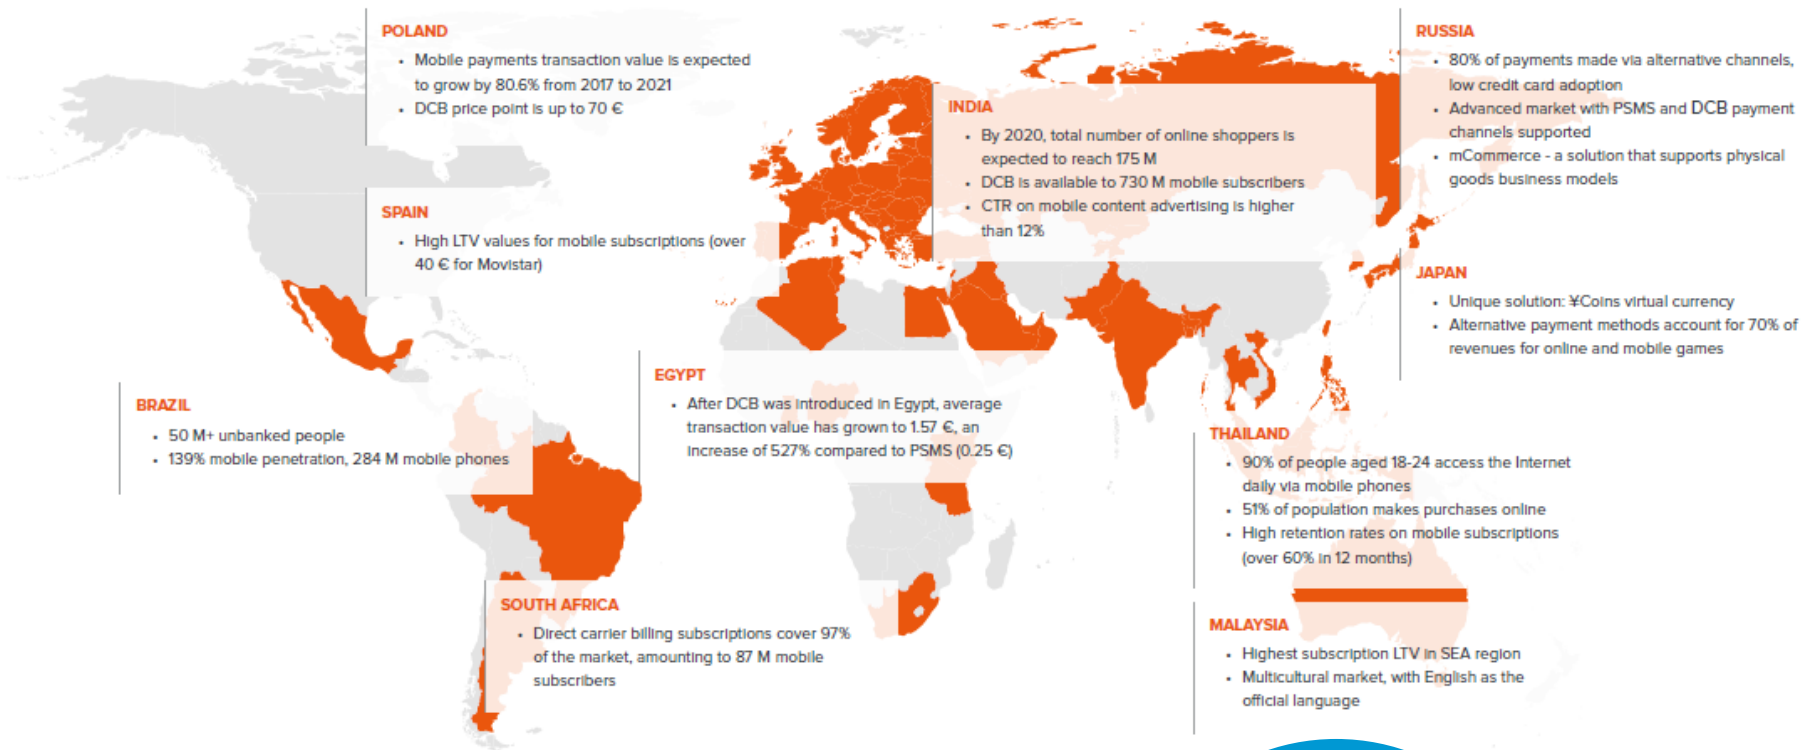 POLAND
• Mobile payments transaction value is expected
to grow by 80.6% from 2017 to 2021
• DCB price point is up to 70 €
SPAIN
• High LTV values for mobile subscriptions (over
40 € for Movistar)
BRAZIL
• 50 M+ unbanked people
• 139% mobile penetration, 284 M mobile phones
EGYPT
• After DCB was introduced in Egypt, average
transaction value has grown to 1.57 €, an
increase of 527% compared to PSMS (0.25 €)
SOUTH AFRICA
• Direct carrier billing subscriptions cover 97%
of the market, amounting to 87 M mobile
subscribers
INDIA
• By 2020, total number of online shoppers is
expected to reach 175 M
• DCB is available to 730 M mobile subscribers
• CTR on mobile content advertising is higher
than 12%
RUSSIA
• 80% of payments made via alternative channels,
low credit card adoption
• Advanced market with PSMS and DCB payment
channels supported
• mCommerce - a solution that supports physical
goods business models
JAPAN
• Unique solution: ¥Coins virtual currency
• Alternative payment methods account for 70% of
revenues for online and mobile games
THAILAND
• 90% of people aged 18-24 access the Internet
daily via mobile phones
• 51% of population makes purchases online
• High retention rates on mobile subscriptions
(over 60% in 12 months)
MALAYSIA
• Highest subscription LTV in SEA region
• Multicultural market, with English as the
official language